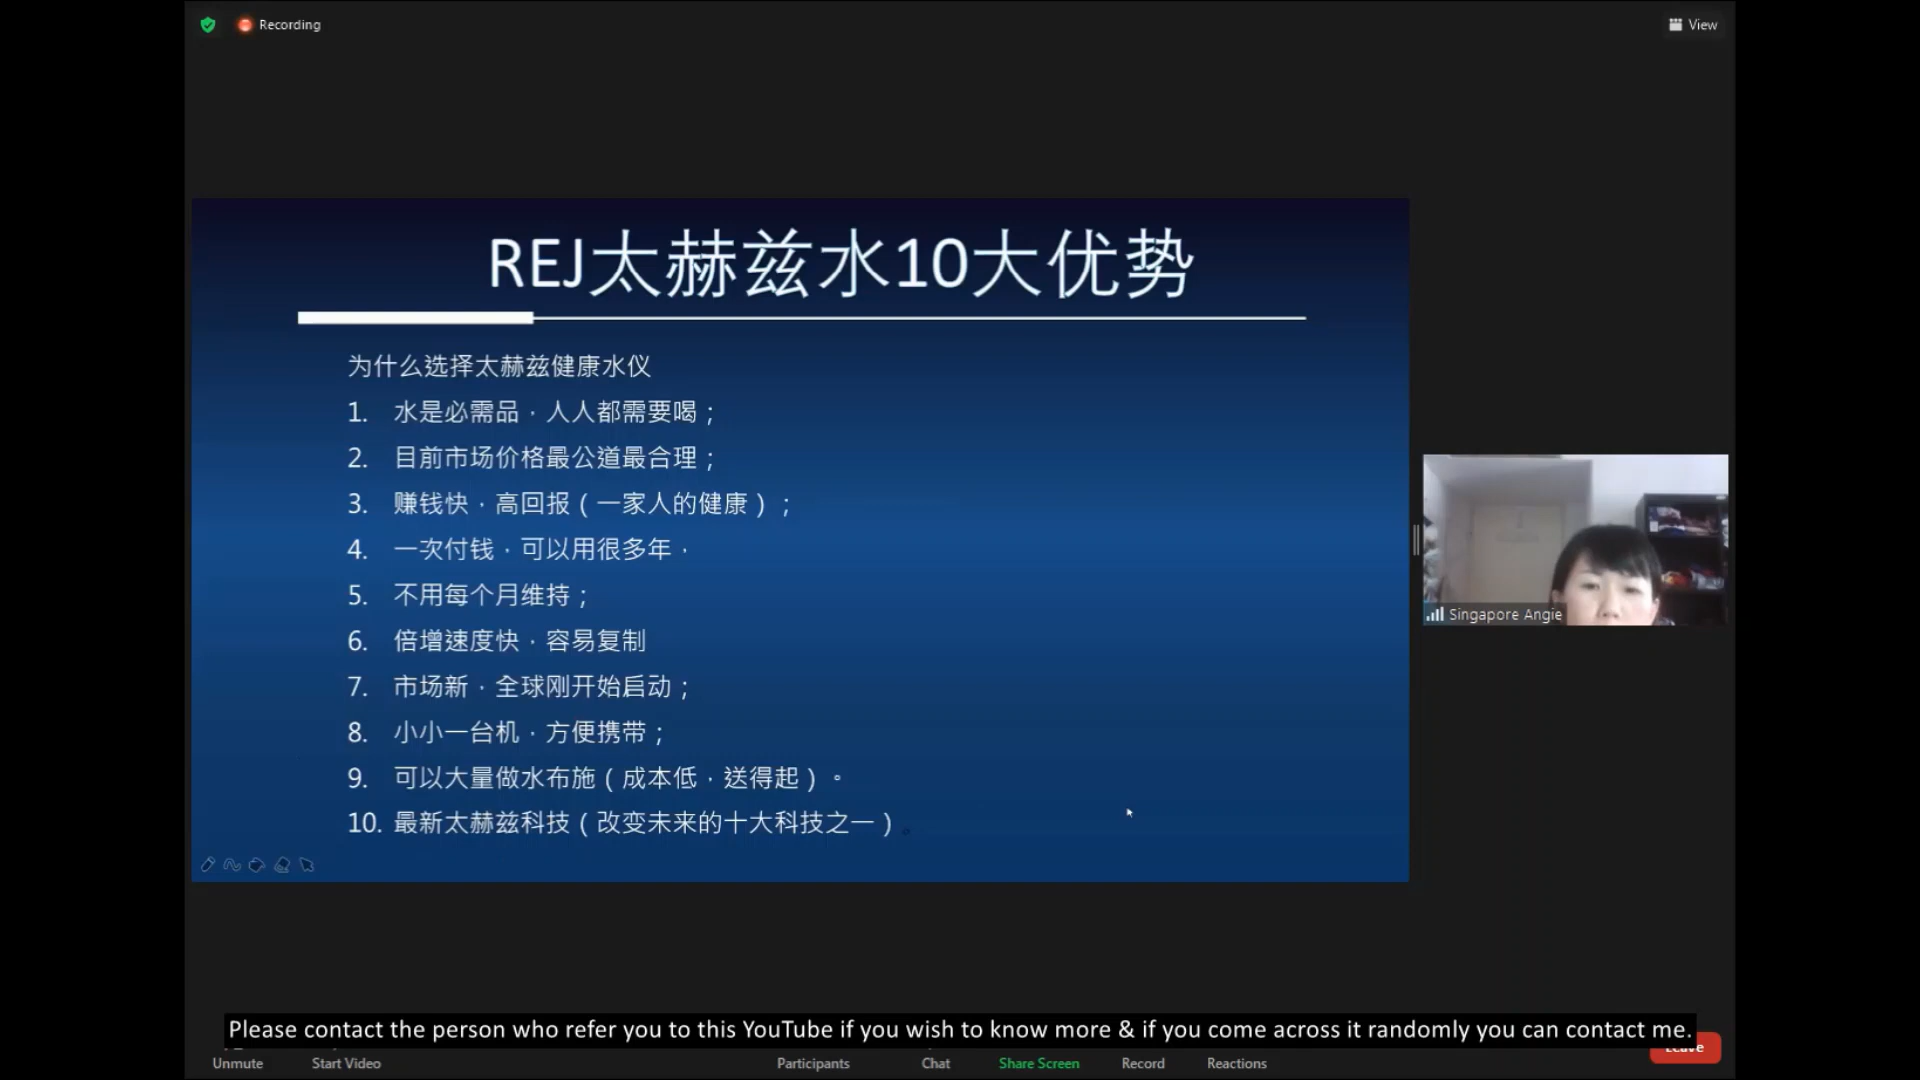 Recording
View
REJ太赫兹水10大优势
为什么选择太赫兹健康水仪
1. 水是必需品，人人都需要喝；
2. 目前市场价格最公道最合理；
3. 赚钱快，高回报（一家人的健康）；
4. 一次付钱，可以用很多年，
5. 不用每个月维持；
6. 倍增速度快，容易复制
7. 市场新，全球刚开始启动；
8. 小小一台机，方便携带；
9. 可以大量做水布施（成本低，送得起）。
10. 最新太赫兹科技（改变未来的十大科技之一）。
Singapore Angie
Please contact the person who refer you to this YouTube if you wish to know more & if you come across it randomly you can contact me.
Leave
Unmute Start Video Participants Chat Share Screen Record Reactions